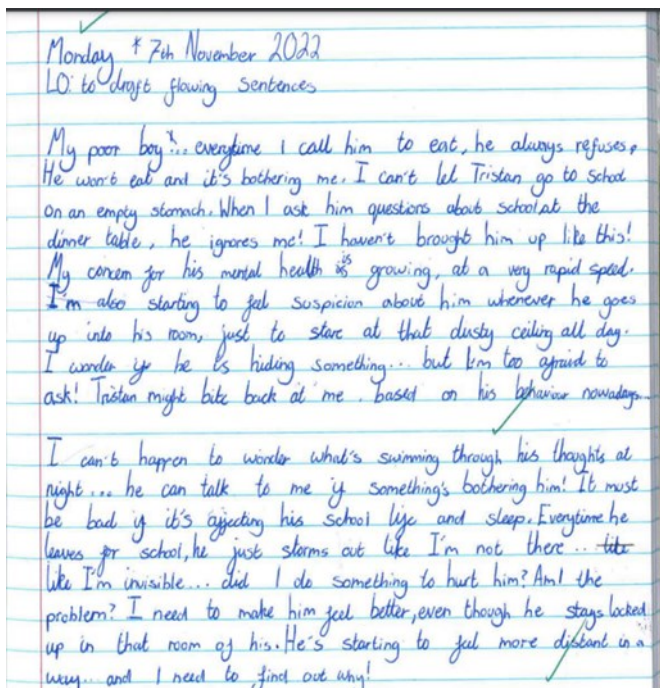 Monday * 7th November 2022
LO: to draft flowing sentences
My poor boy... everytime I call him to eat, he always refuses.
He won't eat and it's bothering me. I can't let Tristan go to school
on an empty stomach. When I ask him questions about school at the
dinner table, he ignores me! I haven't brought him up like this!
My concern for his mental health is growing, at a very rapid speed.
I'm also starting to feel suspicion about him whenever he goes
up into his room, just to stare at that dusty ceiling all day.
I wonder if he is hiding something... but I'm too afraid to
ask! Tristan might bite back at me, based on his behaviour nowadays...
I can't happen to wonder what's swimming through his thoughts at
night... he can talk to me if something's bothering him! It must
be bad if it's affecting his school life and sleep. Everytime he
leaves for school, he just storms out like I'm not there... like
like I'm invisible... did I do something to hurt him? Am I the
problem? I need to make him feel better, even though he stays locked
up in that room of his. He's starting to feel more distant in a
way... and I need to find out why!